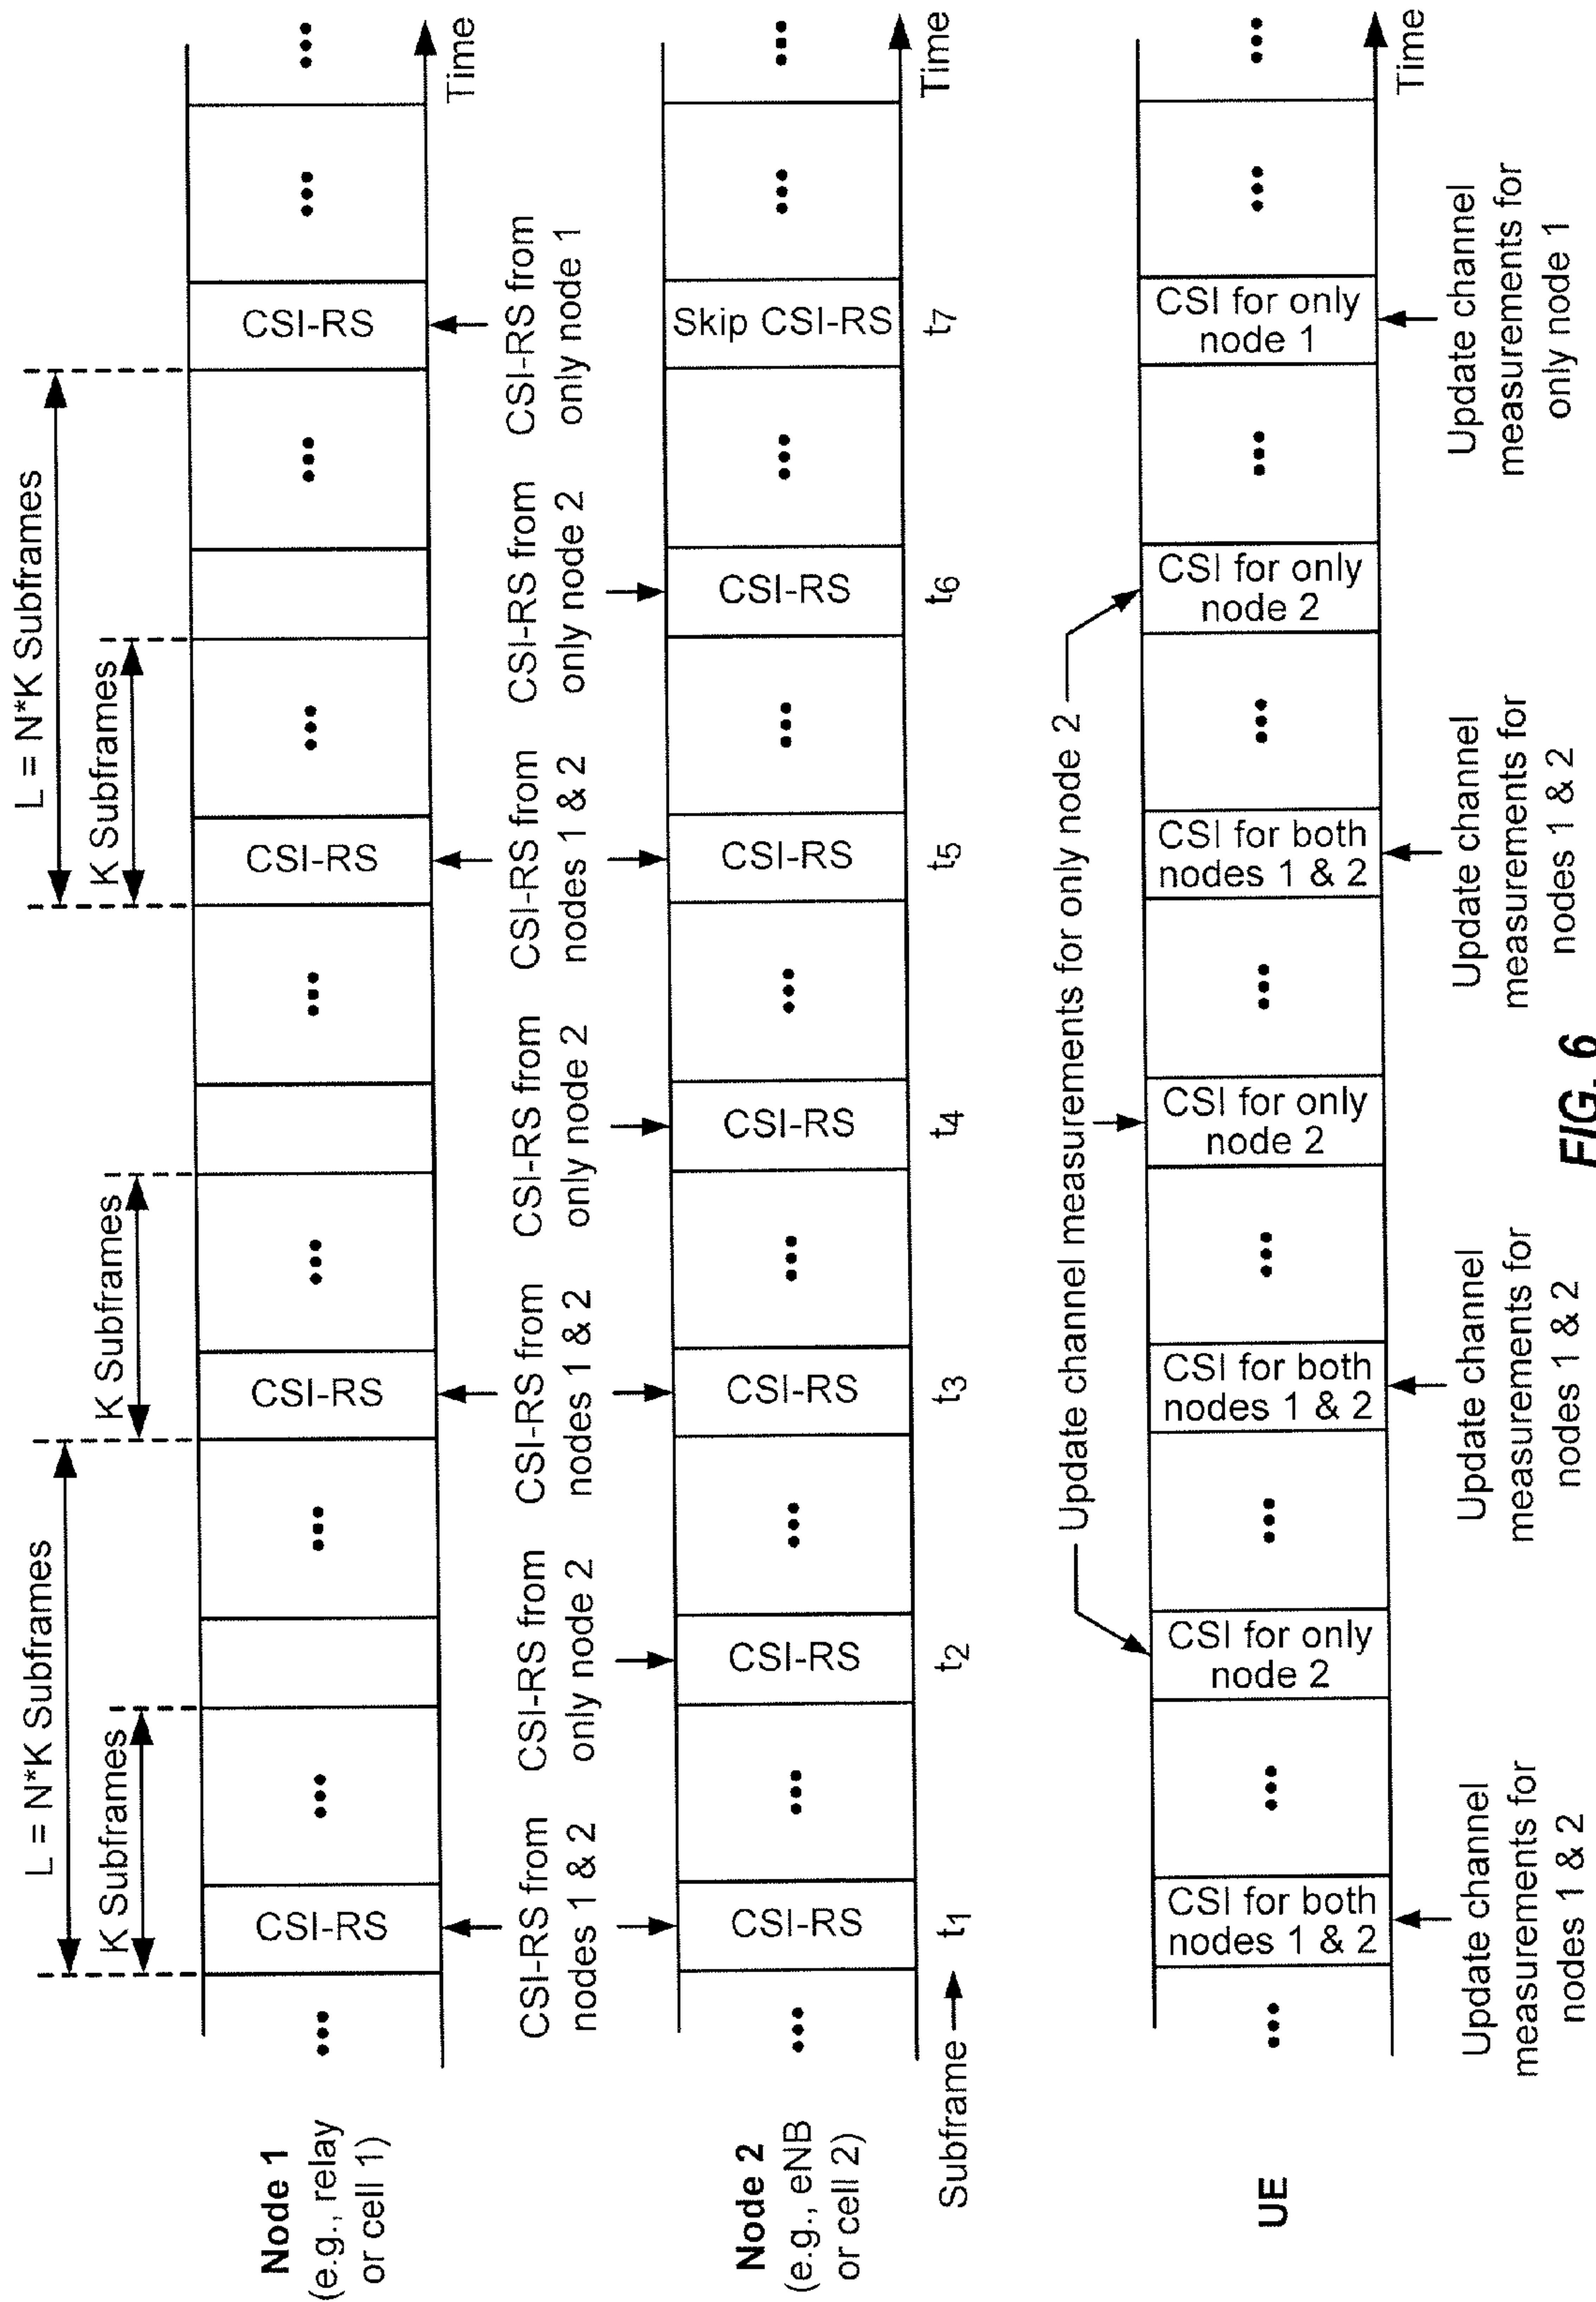 L = N*K Subframes
L = N*K Subframes
K Subframes
K Subframes
K Subframes
Node 1
(e.g., relay
or cell 1)
•••
CSI-RS
•••
•••
CSI-RS
•••
•••
CSI-RS
•••
•••
CSI-RS
•••
•••
Time
CSI-RS from
nodes 1 & 2
CSI-RS from
only node 2
CSI-RS from
nodes 1 & 2
CSI-RS from
only node 2
CSI-RS from
nodes 1 & 2
CSI-RS from
only node 2
CSI-RS from
only node 1
Node 2
(e.g., eNB
or cell 2)
•••
CSI-RS
•••
CSI-RS
•••
CSI-RS
•••
CSI-RS
•••
CSI-RS
•••
CSI-RS
•••
Skip CSI-RS
•••
•••
Time
Subframe
t1
t2
t3
t4
t5
t6
t7
Update channel measurements for only node 2
UE
•••
CSI for both
nodes 1 & 2
•••
CSI for only
node 2
•••
CSI for both
nodes 1 & 2
•••
CSI for only
node 2
•••
CSI for both
nodes 1 & 2
•••
CSI for only
node 2
•••
CSI for only
node 1
•••
•••
Time
Update channel
measurements for
nodes 1 & 2
Update channel
measurements for
nodes 1 & 2
Update channel
measurements for
nodes 1 & 2
Update channel
measurements for
only node 1
FIG. 6